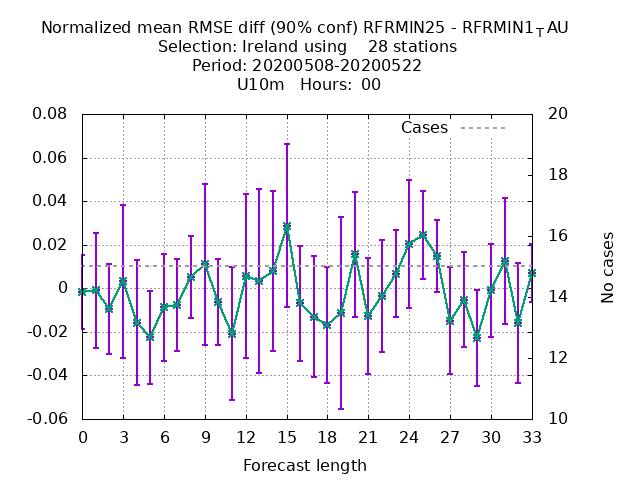 Normalized mean RMSE diff (90% conf) RFRMIN25 - RFRMIN1TAU
Selection: Ireland using 28 stations
Period: 20200508-20200522
U10m Hours: 00
Cases
0.08
0.06
0.04
0.02
0
-0.02
-0.04
-0.06
20
18
16
14
12
10
No cases
0 3 6 9 12 15 18 21 24 27 30 33
Forecast length